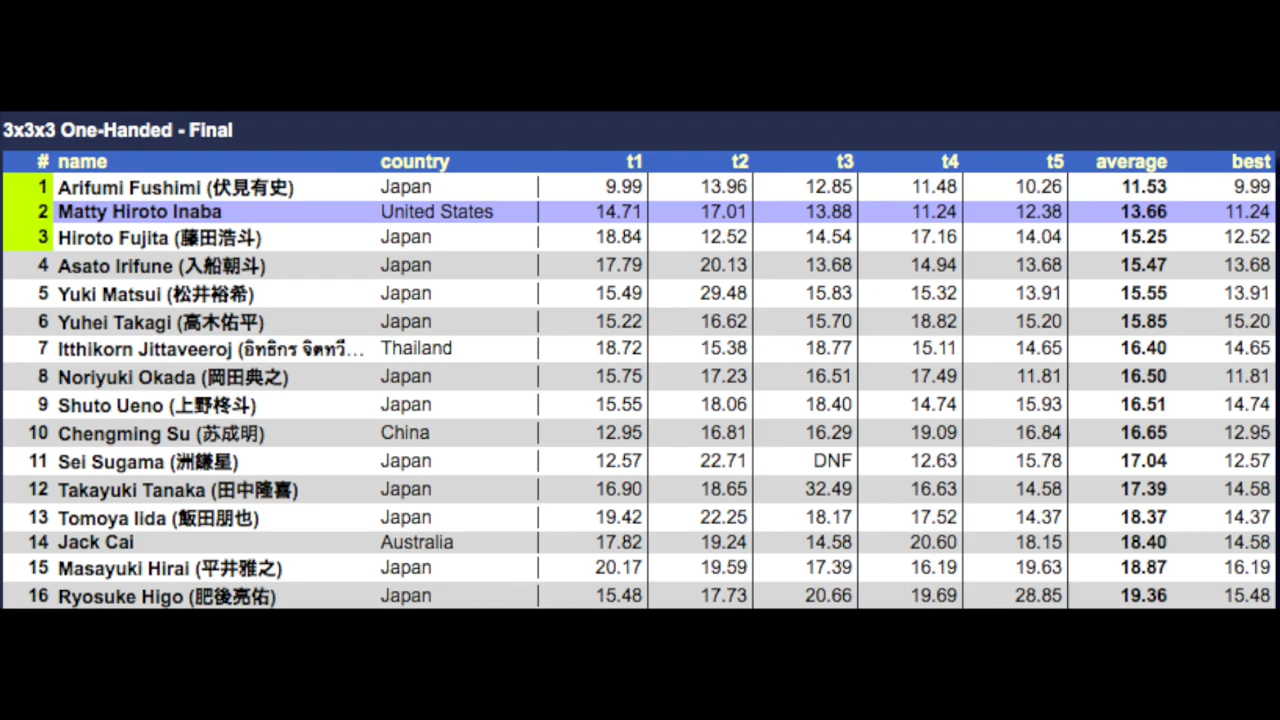 3x3x3 One-Handed - Final
# name country t1 t2 t3 t4 t5 average best
1 Arifumi Fushimi (伏見有史) Japan 9.99 13.96 12.85 11.48 10.26 11.53 9.99
2 Matty Hiroto Inaba United States 14.71 17.01 13.88 11.24 12.38 13.66 11.24
3 Hiroto Fujita (藤田浩斗) Japan 18.84 12.52 14.54 17.16 14.04 15.25 12.52
4 Asato Irifune (入船朝斗) Japan 17.79 20.13 13.68 14.94 13.68 15.47 13.68
5 Yuki Matsui (松井裕希) Japan 15.49 29.48 15.83 15.32 13.91 15.55 13.91
6 Yuhei Takagi (高木佑平) Japan 15.22 16.62 15.70 18.82 15.20 15.85 15.20
7 Itthikorn Jittaveeroj (อิทธิกร จิตทวี... Thailand 18.72 15.38 18.77 15.11 14.65 16.40 14.65
8 Noriyuki Okada (岡田典之) Japan 15.75 17.23 16.51 17.49 11.81 16.50 11.81
9 Shuto Ueno (上野柊斗) Japan 15.55 18.06 18.40 14.74 15.93 16.51 14.74
10 Chengming Su (苏成明) China 12.95 16.81 16.29 19.09 16.84 16.65 12.95
11 Sei Sugama (洲鎌星) Japan 12.57 22.71 DNF 12.63 15.78 17.04 12.57
12 Takayuki Tanaka (田中隆喜) Japan 16.90 18.65 32.49 16.63 14.58 17.39 14.58
13 Tomoya Iida (飯田朋也) Japan 19.42 22.25 18.17 17.52 14.37 18.37 14.37
14 Jack Cai Australia 17.82 19.24 14.58 20.60 18.15 18.40 14.58
15 Masayuki Hirai (平井雅之) Japan 20.17 19.59 17.39 16.19 19.63 18.87 16.19
16 Ryosuke Higo (肥後亮佑) Japan 15.48 17.73 20.66 19.69 28.85 19.36 15.48